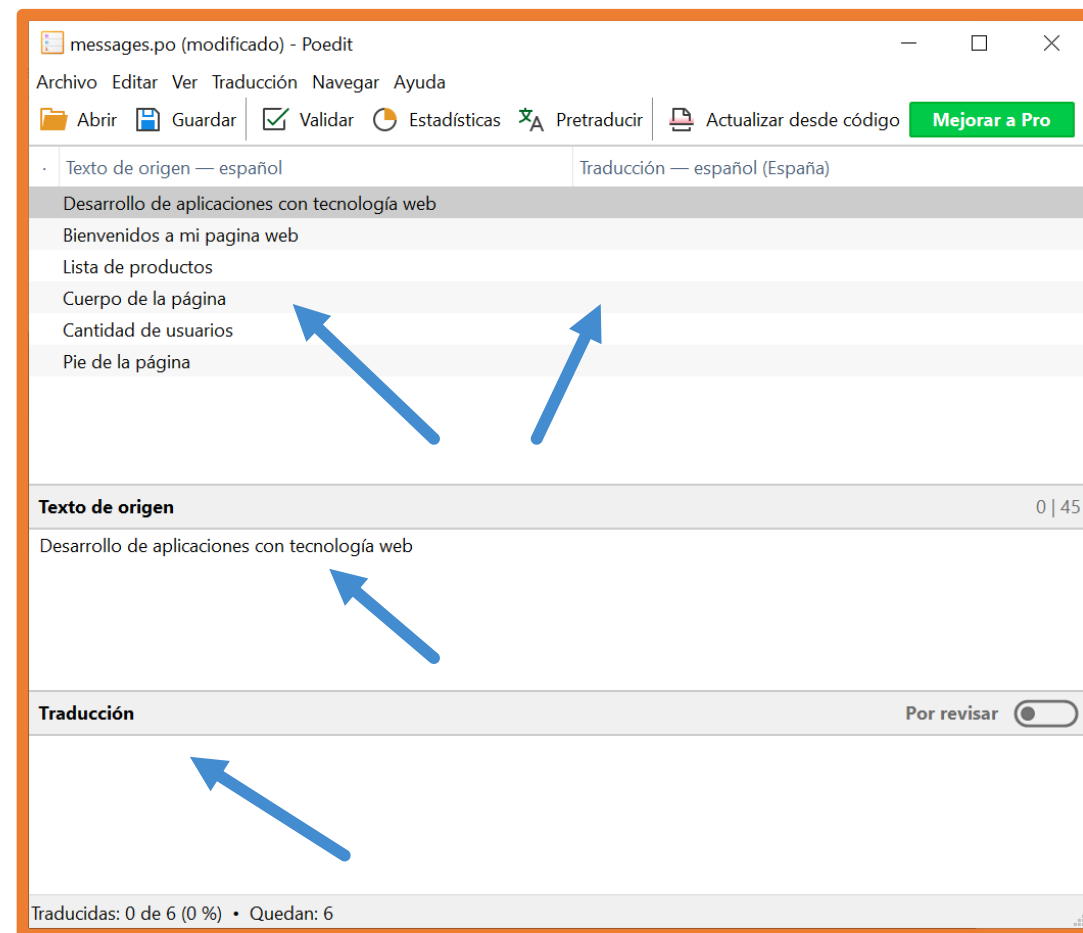 messages.po (modificado) - Poedit
Archivo Editar Ver Traducción Navegar Ayuda
Abrir Guardar Validar Estadísticas Pretraducir Actualizar desde código Mejorar a Pro
Texto de origen — español Traducción — español (España)
Desarrollo de aplicaciones con tecnología web
Bienvenidos a mi pagina web
Lista de productos
Cuerpo de la página
Cantidad de usuarios
Pie de la página
Texto de origen 0 | 45
Desarrollo de aplicaciones con tecnología web
Traducción Por revisar
Traducidas: 0 de 6 (0 %) • Quedan: 6